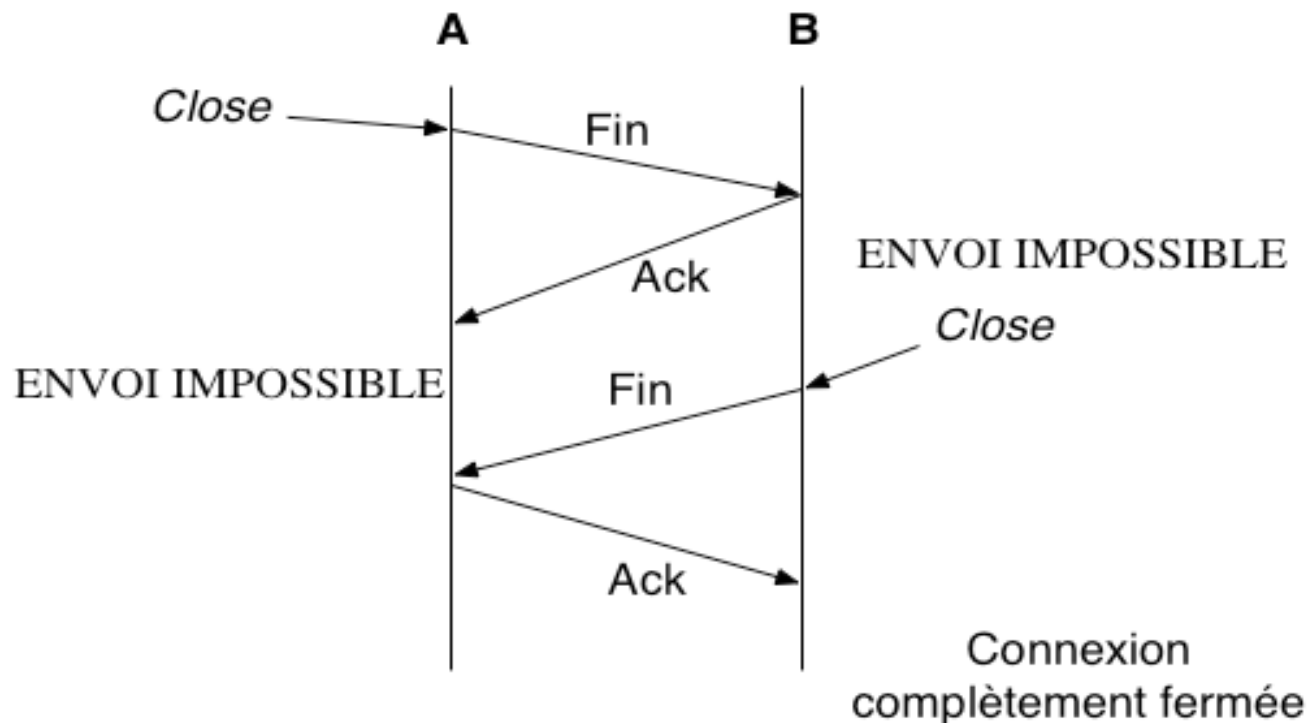 A B
Close
Fin
ENVOI IMPOSSIBLE
Ack
Close
ENVOI IMPOSSIBLE
Fin
Ack
Connexion
complètement fermée